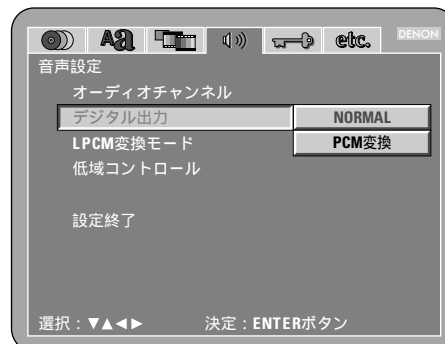 Aあ etc. DENON
音声設定
オーディオチャンネル
デジタル出力 NORMAL
LPCM変換モード PCM変換
低域コントロール
設定終了
選択：▼▲◀▶ 決定：ENTERボタン